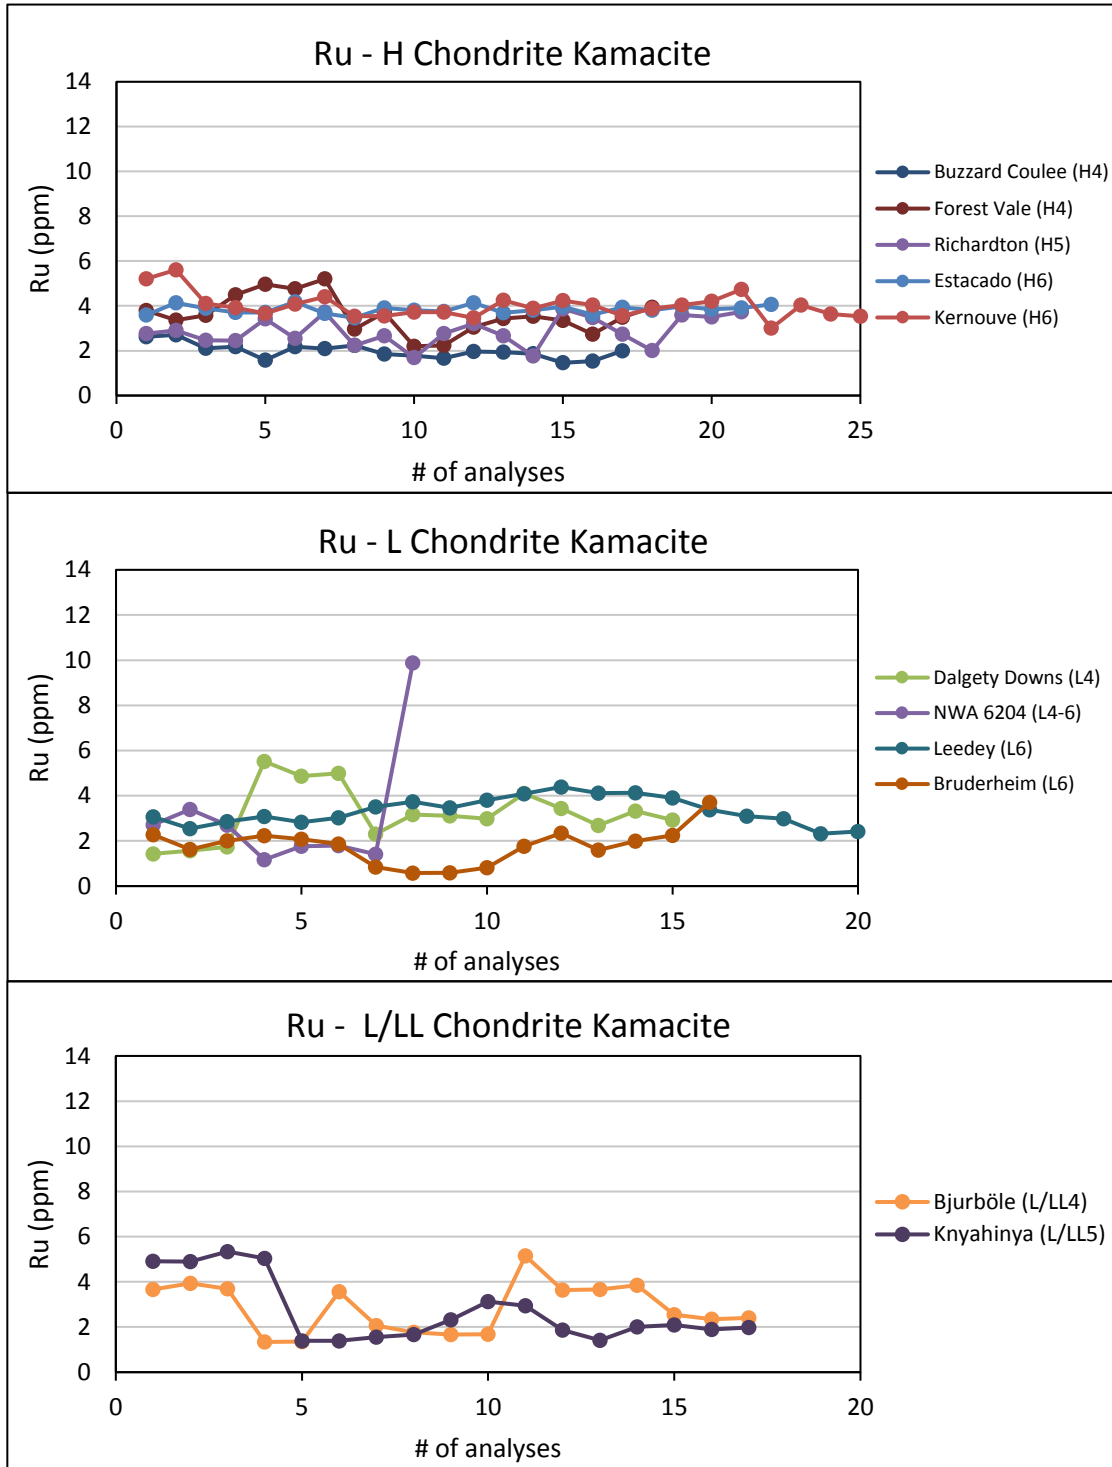 Ru - H Chondrite Kamacite
14
12
10
8
6
4
2
0
Ru (ppm)
0 5 10 15 20 25
# of analyses
Buzzard Coulee (H4)
Forest Vale (H4)
Richardton (H5)
Estacado (H6)
Kernouve (H6)
Ru - L Chondrite Kamacite
14
12
10
8
6
4
2
0
Ru (ppm)
0 5 10 15 20
# of analyses
Dalgety Downs (L4)
NWA 6204 (L4-6)
Leedey (L6)
Bruderheim (L6)
Ru - L/LL Chondrite Kamacite
14
12
10
8
6
4
2
0
Ru (ppm)
0 5 10 15 20
# of analyses
Bjurböle (L/LL4)
Knyahinya (L/LL5)